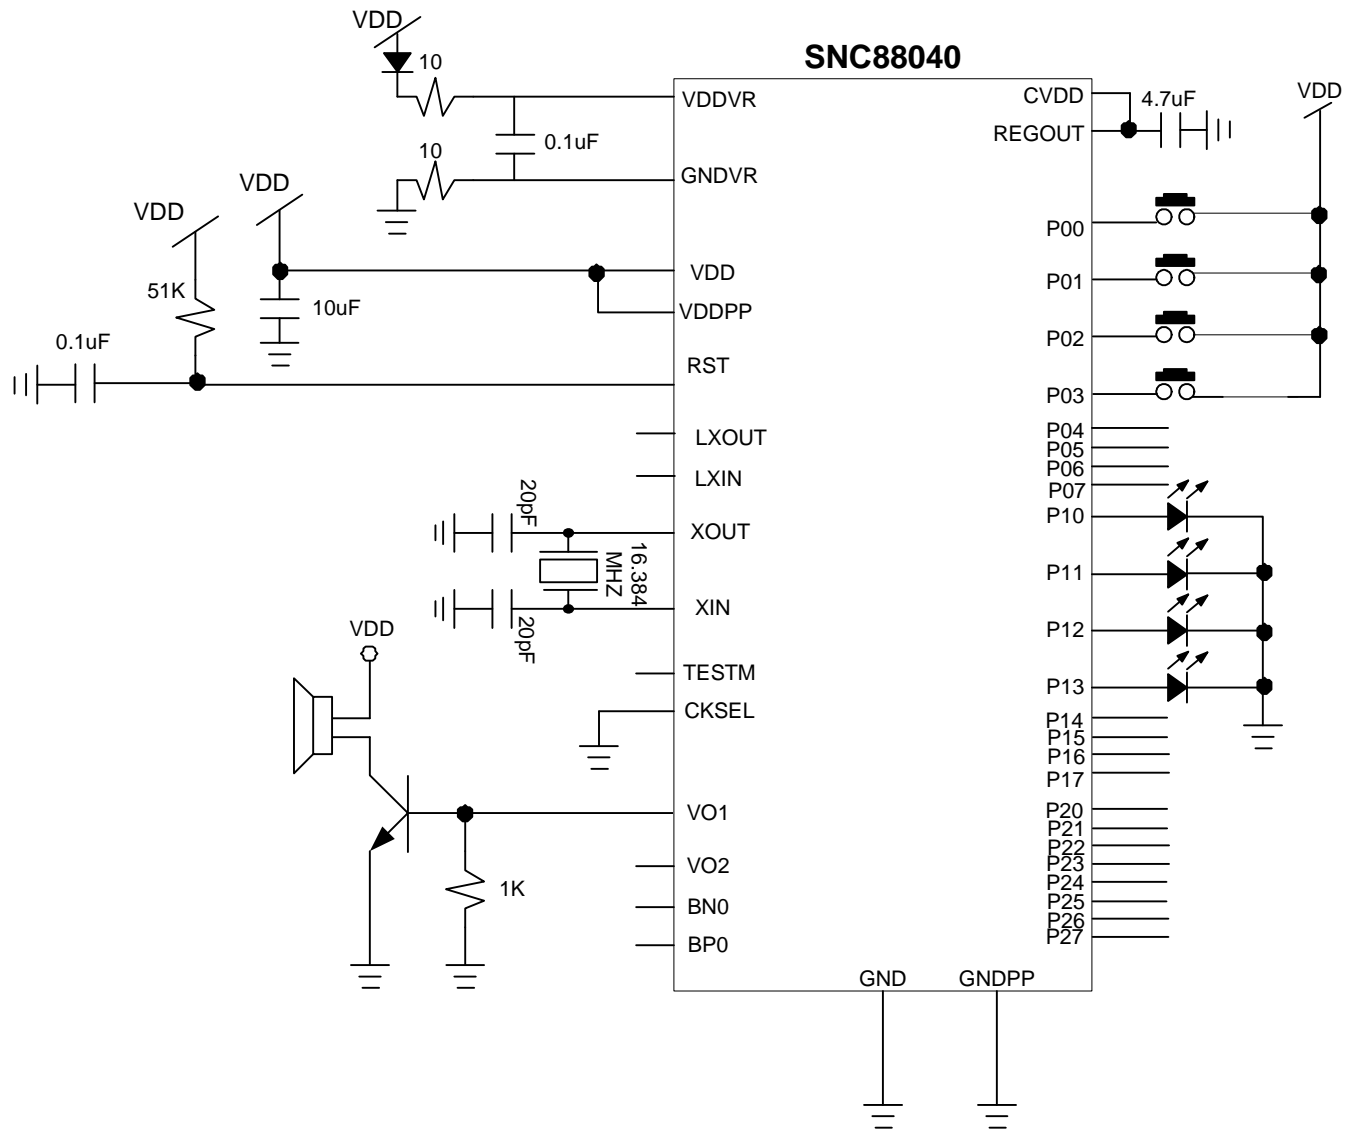 SNC88040
VDD
10
VDDVR
0.1uF
10
GNDVR
VDD
VDD
VDD
VDDPP
51K
10uF
0.1uF
RST
LXOUT
LXIN
20pF
XOUT
16.384
MHZ
XIN
20pF
VDD
TESTM
CKSEL
VO1
VO2
1K
BN0
BP0
GND
GNDPP
CVDD
4.7uF
VDD
REGOUT
P00
P01
P02
P03
P04
P05
P06
P07
P10
P11
P12
P13
P14
P15
P16
P17
P20
P21
P22
P23
P24
P25
P26
P27